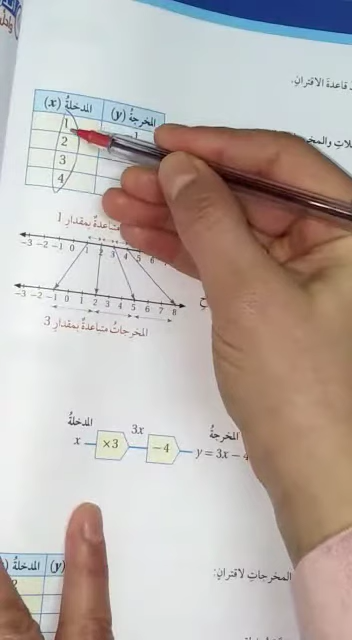 قاعدةَ الاقترانِ.
المدخلةُ (x) المخرجةُ (y)
1
2
3
4
متباعدةٌ بمقدارِ 1
-3 -2 -1 0 1 2 3 4 5 6
-3 -2 -1 0 1 2 3 4 5 6 7 8
المخرجاتُ متباعدةٌ بمقدارِ 3
المدخلةُ 3x المخرجةُ
x ×3 -4 y = 3x - 4
المخرجاتِ لاقترانٍ:
المدخلةُ (y)